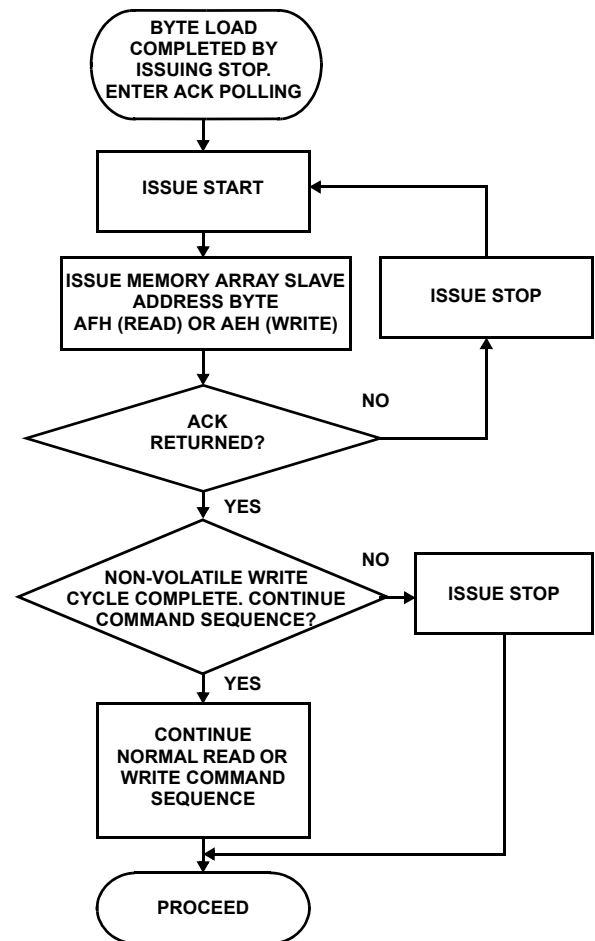 BYTE LOAD
COMPLETED BY
ISSUING STOP.
ENTER ACK POLLING
ISSUE START
ISSUE MEMORY ARRAY SLAVE
ADDRESS BYTE
AFH (READ) OR AEH (WRITE)
ISSUE STOP
ACK
RETURNED?
NO
YES
NON-VOLATILE WRITE
CYCLE COMPLETE. CONTINUE
COMMAND SEQUENCE?
NO
ISSUE STOP
YES
CONTINUE
NORMAL READ OR
WRITE COMMAND
SEQUENCE
PROCEED